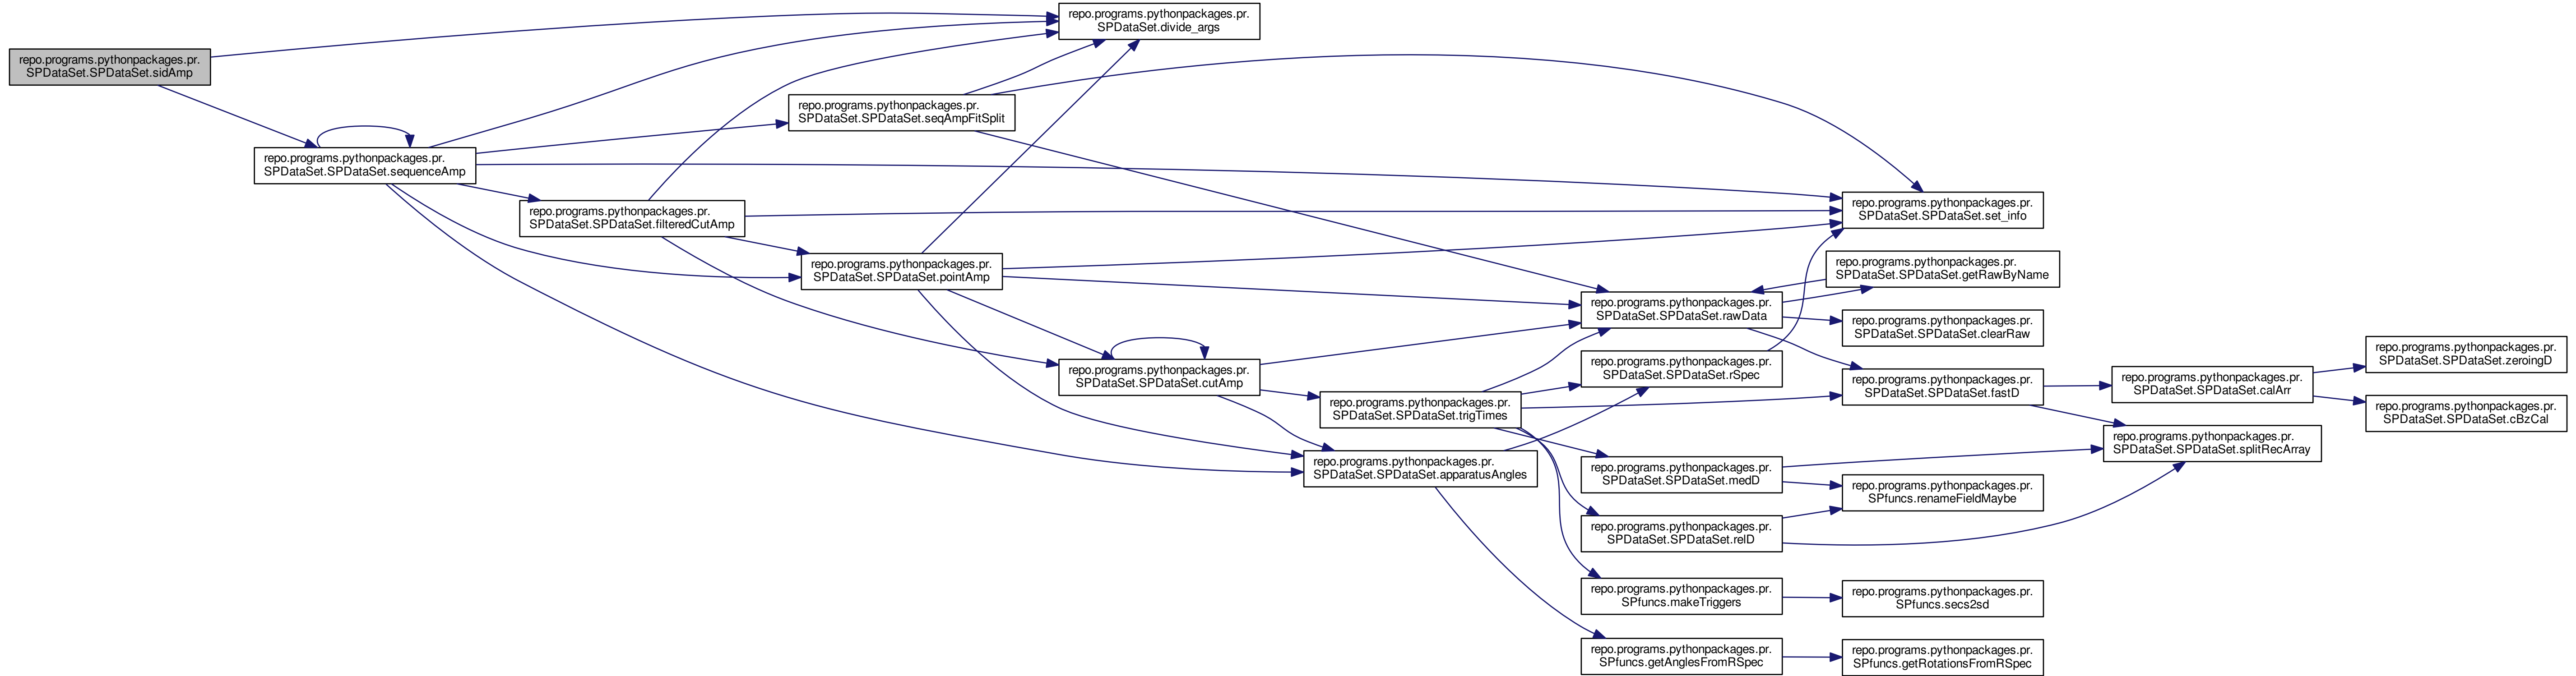 repo.programs.pythonpackages.pr.
SPDataSet.SPDataSet.sidAmp
repo.programs.pythonpackages.pr.
SPDataSet.SPDataSet.sequenceAmp
repo.programs.pythonpackages.pr.
SPDataSet.SPDataSet.filteredCutAmp
repo.programs.pythonpackages.pr.
SPDataSet.SPDataSet.seqAmpFitSplit
repo.programs.pythonpackages.pr.
SPDataSet.SPDataSet.pointAmp
repo.programs.pythonpackages.pr.
SPDataSet.divide_args
repo.programs.pythonpackages.pr.
SPDataSet.SPDataSet.cutAmp
repo.programs.pythonpackages.pr.
SPDataSet.SPDataSet.trigTimes
repo.programs.pythonpackages.pr.
SPDataSet.SPDataSet.apparatusAngles
repo.programs.pythonpackages.pr.
SPDataSet.SPDataSet.rawData
repo.programs.pythonpackages.pr.
SPDataSet.SPDataSet.rSpec
repo.programs.pythonpackages.pr.
SPDataSet.SPDataSet.medD
repo.programs.pythonpackages.pr.
SPDataSet.SPDataSet.relD
repo.programs.pythonpackages.pr.
SPfuncs.makeTriggers
repo.programs.pythonpackages.pr.
SPfuncs.getAnglesFromRSpec
repo.programs.pythonpackages.pr.
SPDataSet.SPDataSet.set_info
repo.programs.pythonpackages.pr.
SPDataSet.SPDataSet.getRawByName
repo.programs.pythonpackages.pr.
SPDataSet.SPDataSet.clearRaw
repo.programs.pythonpackages.pr.
SPDataSet.SPDataSet.fastD
repo.programs.pythonpackages.pr.
SPfuncs.renameFieldMaybe
repo.programs.pythonpackages.pr.
SPfuncs.secs2sd
repo.programs.pythonpackages.pr.
SPfuncs.getRotationsFromRSpec
repo.programs.pythonpackages.pr.
SPDataSet.SPDataSet.calArr
repo.programs.pythonpackages.pr.
SPDataSet.SPDataSet.splitRecArray
repo.programs.pythonpackages.pr.
SPDataSet.SPDataSet.zeroingD
repo.programs.pythonpackages.pr.
SPDataSet.SPDataSet.cBzCal